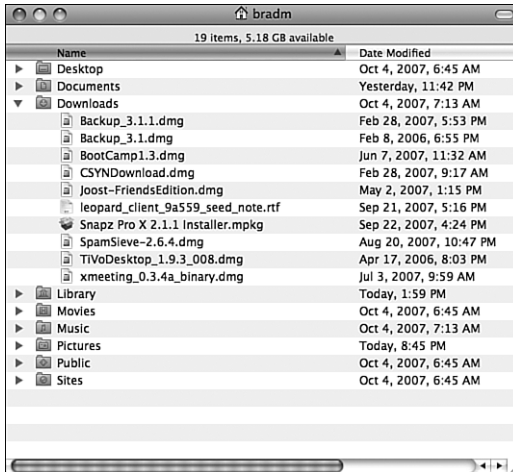 bradm
19 items, 5.18 GB available
Name Date Modified
Desktop Oct 4, 2007, 6:45 AM
Documents Yesterday, 11:42 PM
Downloads Oct 4, 2007, 7:13 AM
Backup_3.1.1.dmg Feb 28, 2007, 5:53 PM
Backup_3.1.dmg Feb 8, 2006, 6:55 PM
BootCamp1.3.dmg Jun 7, 2007, 11:32 AM
CSYNDownload.dmg Feb 28, 2007, 9:17 AM
Joost-FriendsEdition.dmg May 2, 2007, 1:15 PM
leopard_client_9a559_seed_note.rtf Sep 21, 2007, 5:16 PM
Snapz Pro X 2.1.1 Installer.mpkg Sep 22, 2007, 4:24 PM
SpamSieve-2.6.4.dmg Aug 20, 2007, 10:47 PM
TiVoDesktop_1.9.3_008.dmg Apr 17, 2006, 8:03 PM
xmeeting_0.3.4a_binary.dmg Jul 3, 2007, 9:59 AM
Library Today, 1:59 PM
Movies Oct 4, 2007, 6:45 AM
Music Oct 4, 2007, 7:13 AM
Pictures Today, 8:45 PM
Public Oct 4, 2007, 6:45 AM
Sites Oct 4, 2007, 6:45 AM